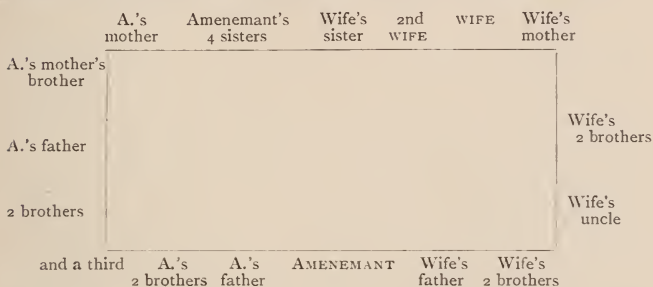 A.'s Amenemant's Wife's 2nd WIFE Wife's
mother 4 sisters sister WIFE mother
A.'s mother's
brother
Wife's
2 brothers
A.'s father
2 brothers
Wife's
uncle
and a third A.'s A.'s AMENEMANT Wife's Wife's
2 brothers father father 2 brothers